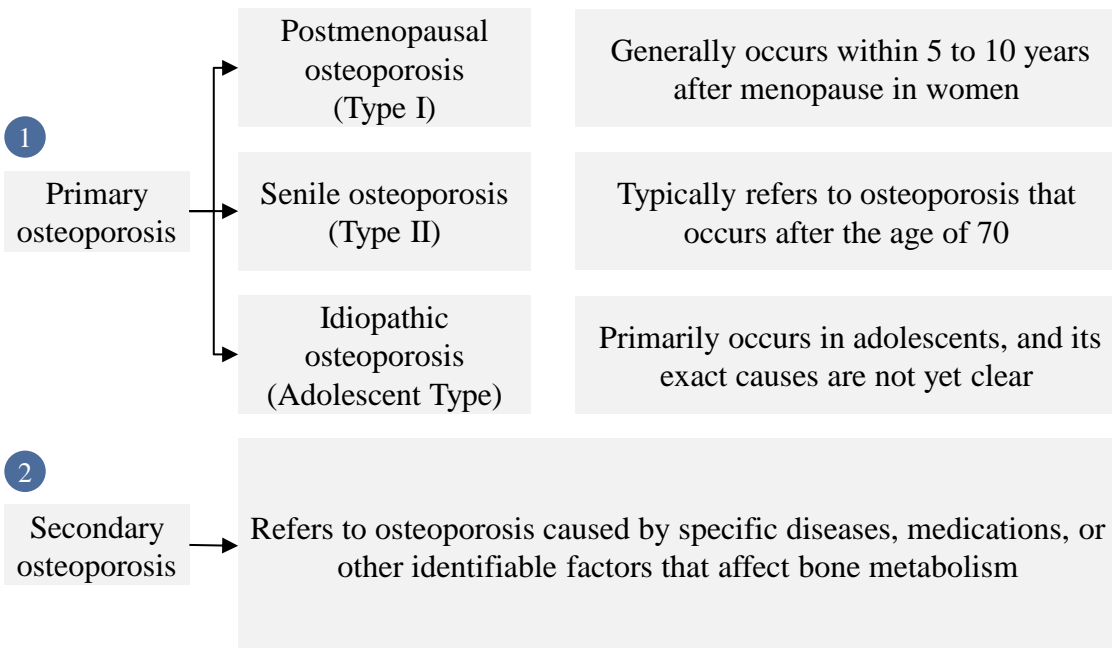 1
Primary
osteoporosis
Postmenopausal
osteoporosis
(Type I)
Generally occurs within 5 to 10 years
after menopause in women
Senile osteoporosis
(Type II)
Typically refers to osteoporosis that
occurs after the age of 70
Idiopathic
osteoporosis
(Adolescent Type)
Primarily occurs in adolescents, and its
exact causes are not yet clear
2
Secondary
osteoporosis
Refers to osteoporosis caused by specific diseases, medications, or
other identifiable factors that affect bone metabolism